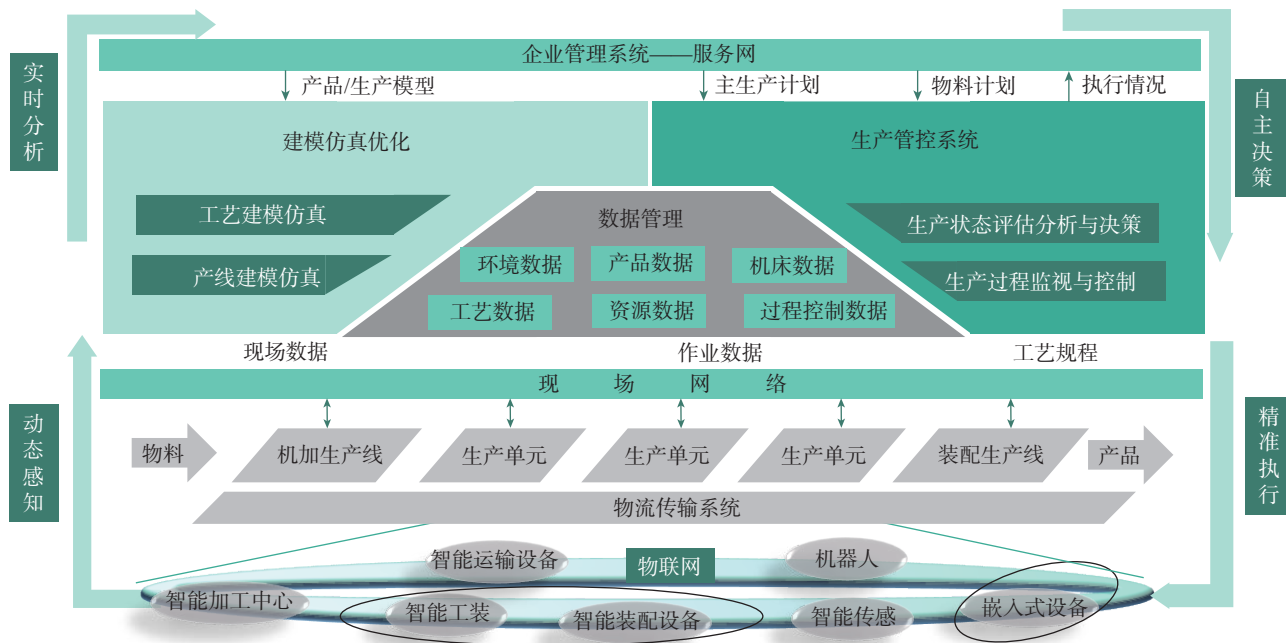 企业管理系统——服务网
实时分析
自主决策
产品/生产模型
主生产计划
物料计划
执行情况
建模仿真优化
生产管控系统
工艺建模仿真
产线建模仿真
数据管理
环境数据
产品数据
机床数据
工艺数据
资源数据
过程控制数据
生产状态评估分析与决策
生产过程监视与控制
现场数据
作业数据
工艺规程
现场网络
动态感知
精准执行
物料
机加生产线
生产单元
生产单元
生产单元
装配生产线
产品
物流传输系统
智能运输设备
物联网
机器人
智能加工中心
智能工装
智能装配设备
智能传感
嵌入式设备